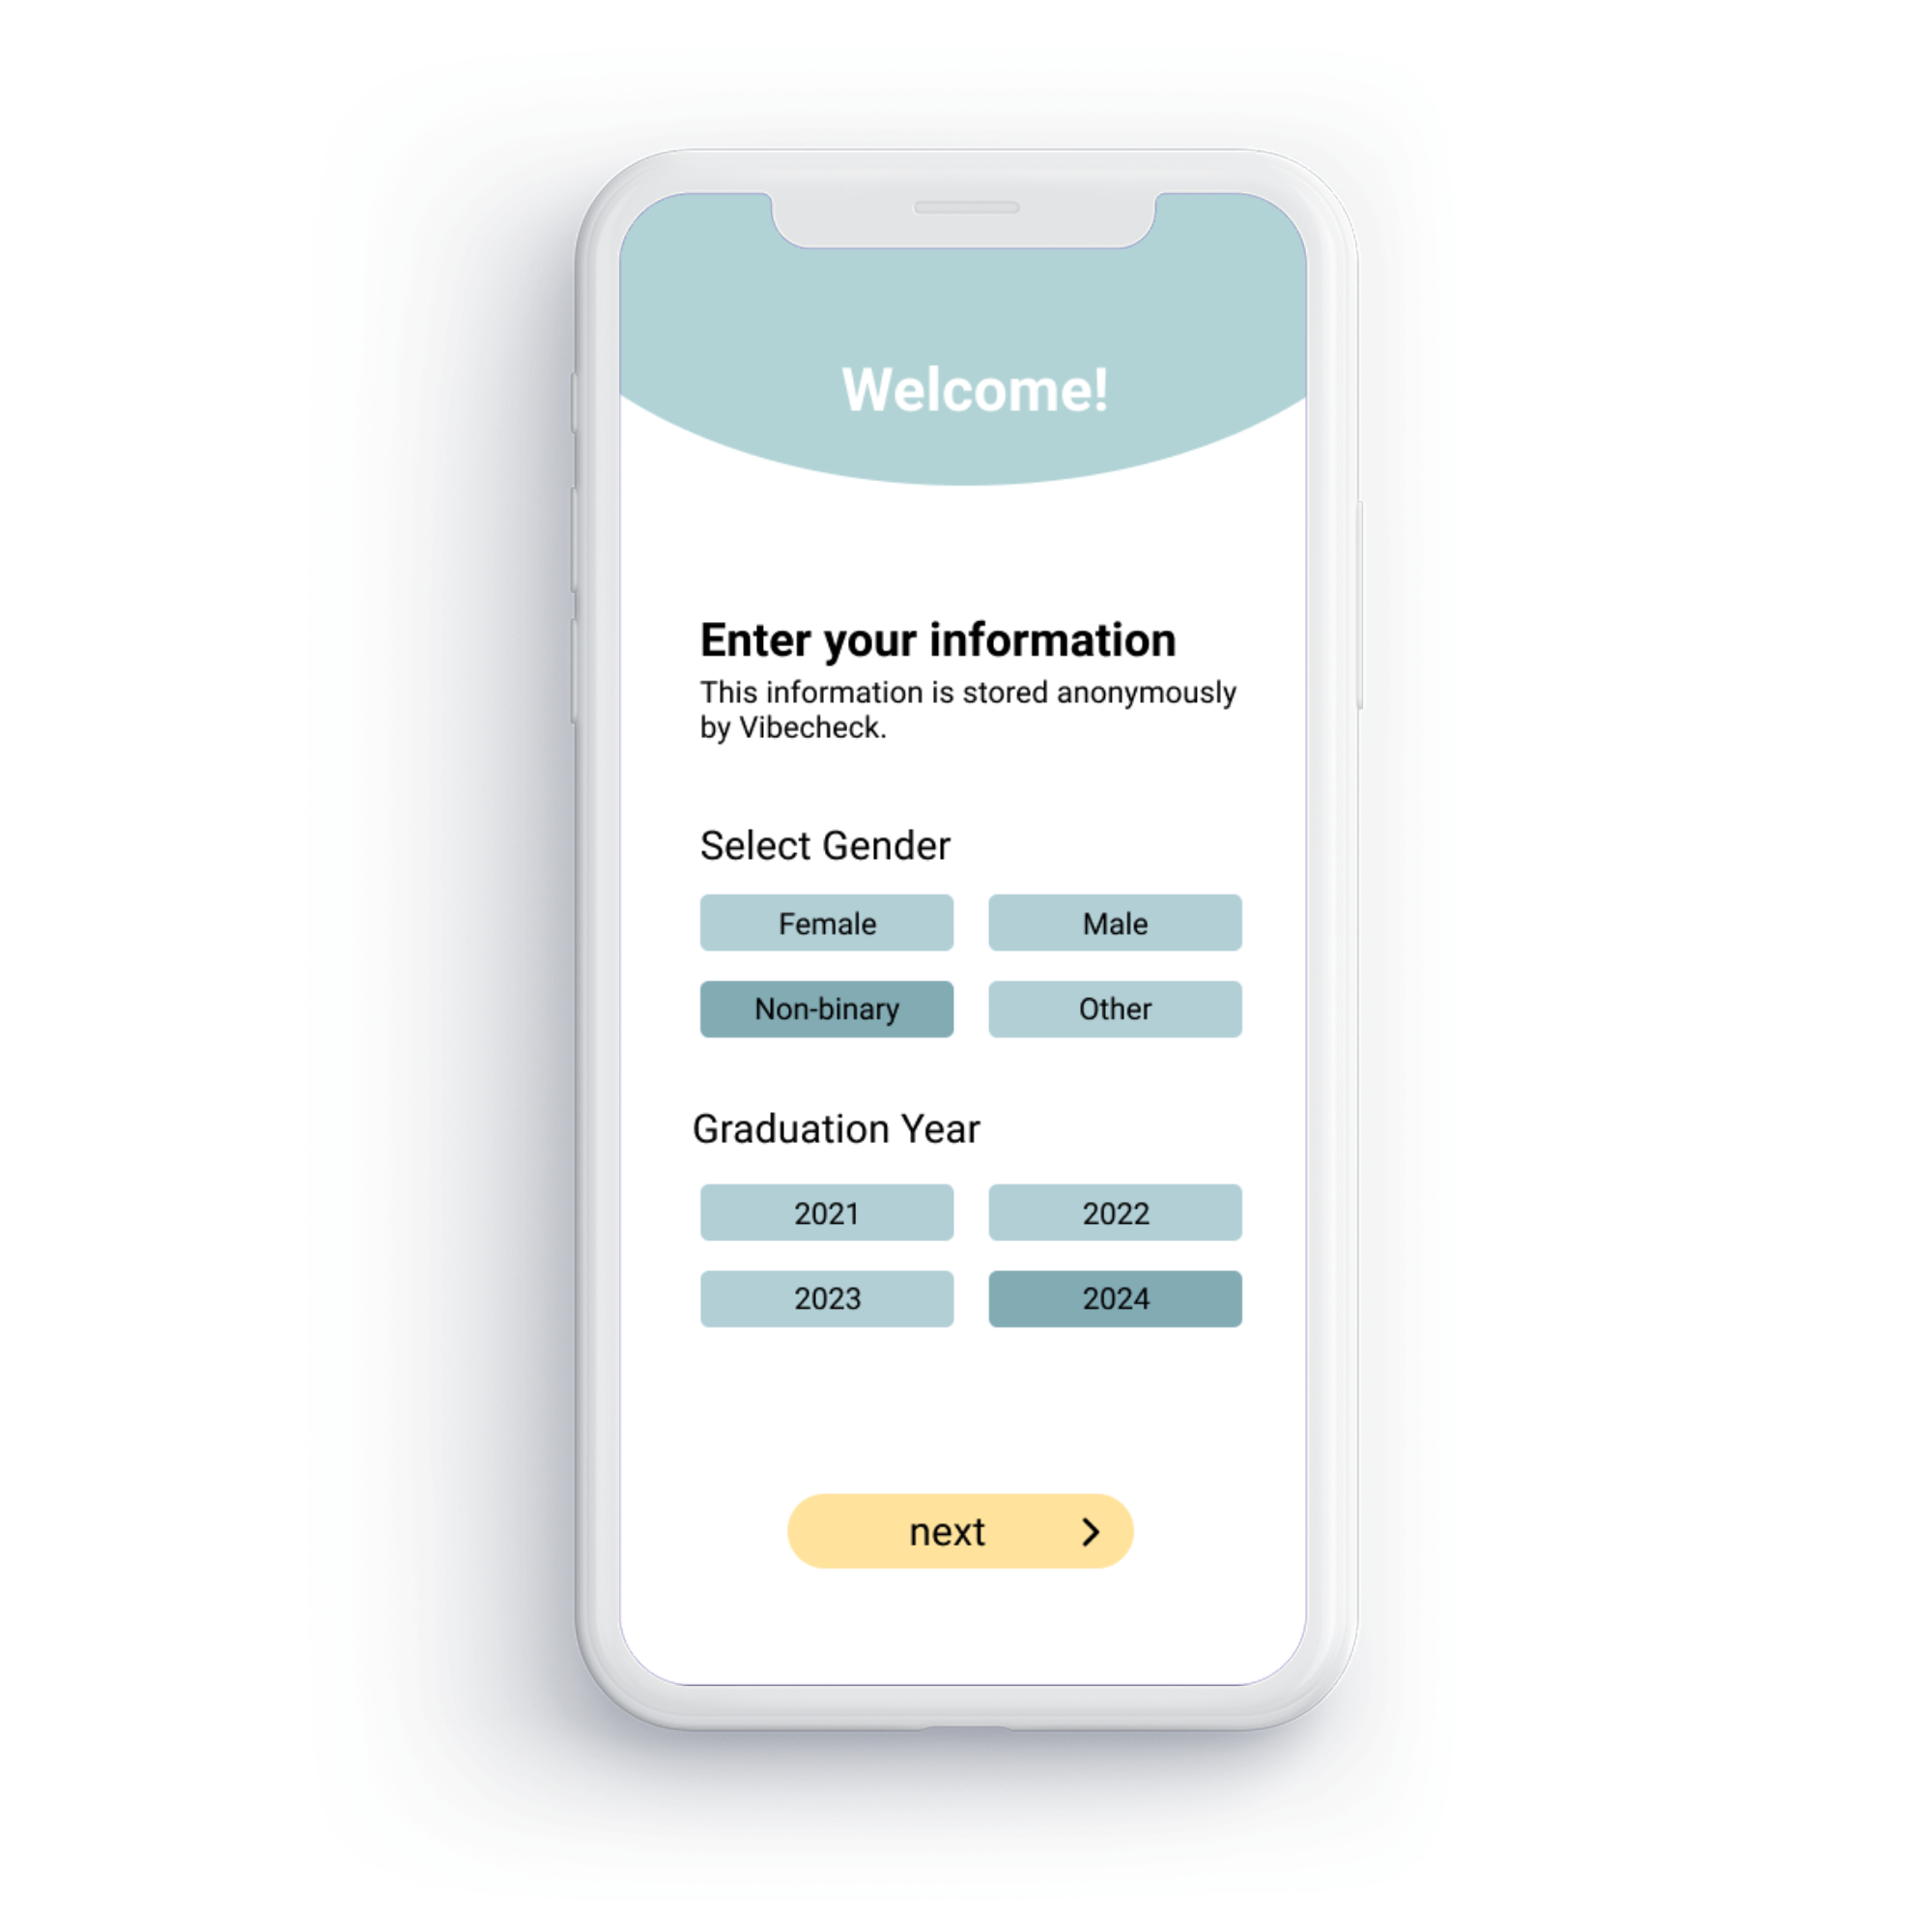 Welcome!
Enter your information
This information is stored anonymously
by Vibecheck.
Select Gender
Female
Male
Non-binary
Other
Graduation Year
2021
2022
2023
2024
next